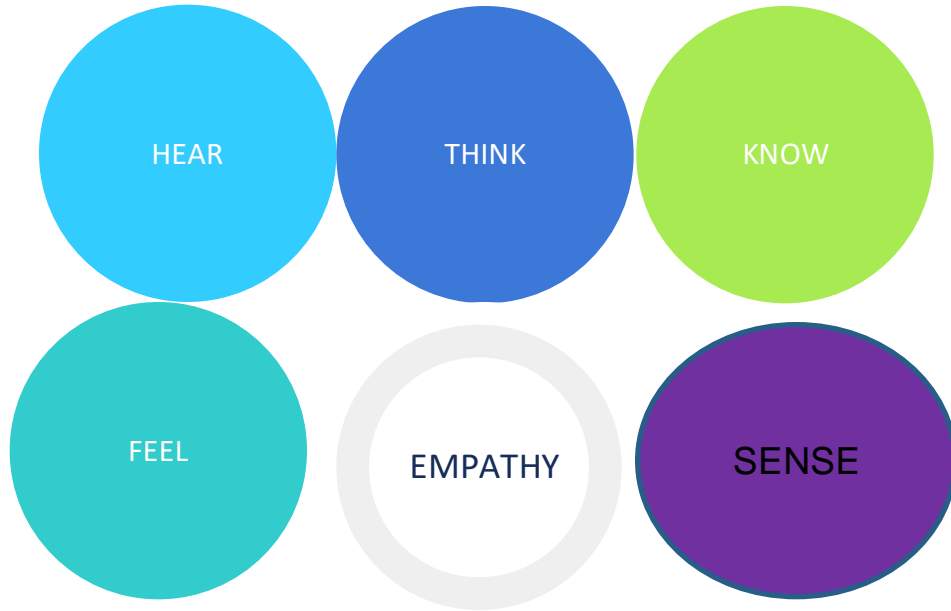 HEAR
THINK
KNOW
FEEL
EMPATHY
SENSE